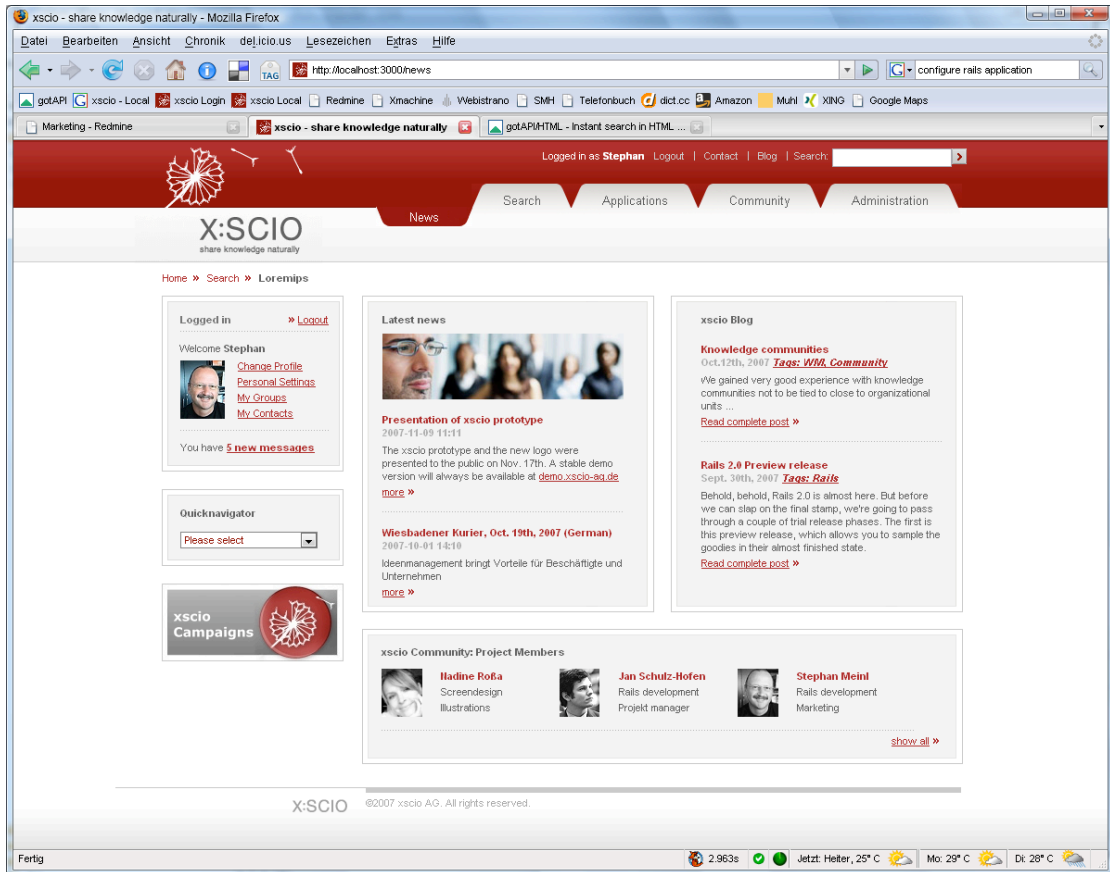 xscio - share knowledge naturally - Mozilla Firefox
Datei Bearbeiten Ansicht Chronik del.icio.us Lesezeichen Extras Hilfe
TAG http://localhost:3000/news configure rails application
gotAPI xscio - Local xscio Login xscio Local Redmine Xmachine Webistrano SMH Telefonbuch dict.cc Amazon Muhl XING Google Maps
Marketing - Redmine xscio - share knowledge naturally gotAPI/HTML - Instant search in HTML ...
Logged in as Stephan Logout | Contact | Blog | Search:
News Search Applications Community Administration
X:SCIO
share knowledge naturally
Home » Search » Loremips
Logged in » Logout
Welcome Stephan
Change Profile
Personal Settings
My Groups
My Contacts
You have 5 new messages
Quicknavigator
Please select
xscio
Campaigns
Latest news
Presentation of xscio prototype
2007-11-09 11:11
The xscio prototype and the new logo were
presented to the public on Nov. 17th. A stable demo
version will always be available at demo.xscio-ag.de
more »
Wiesbadener Kurier, Oct. 19th, 2007 (German)
2007-10-01 14:10
Ideenmanagement bringt Vorteile für Beschäftigte und
Unternehmen
more »
xscio Blog
Knowledge communities
Oct.12th, 2007 Tags: WM, Community
We gained very good experience with knowledge
communities not to be tied to close to organizational
units ...
Read complete post »
Rails 2.0 Preview release
Sept. 30th, 2007 Tags: Rails
Behold, behold, Rails 2.0 is almost here. But before
we can slap on the final stamp, we're going to pass
through a couple of trial release phases. The first is
this preview release, which allows you to sample the
goodies in their almost finished state.
Read complete post »
xscio Community: Project Members
Nadine Roßa
Screendesign
Illustrations
Jan Schulz-Hofen
Rails development
Projekt manager
Stephan Meinl
Rails development
Marketing
show all »
X:SCIO ©2007 xscio AG. All rights reserved.
Fertig 2.963s Jetzt: Heiter, 25° C Mo: 29° C Di: 28° C